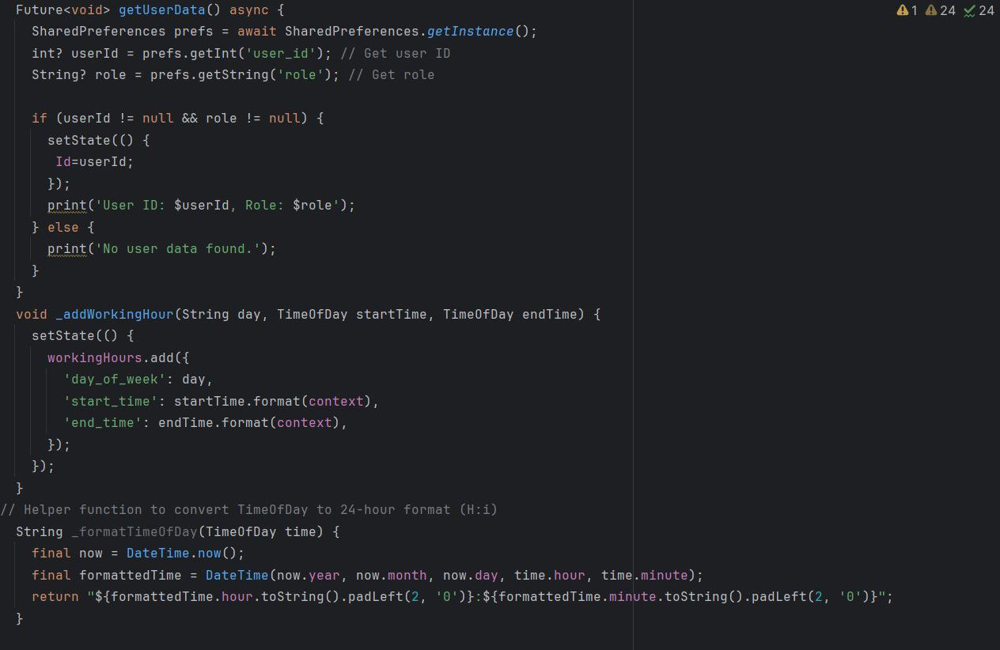 Future<void> getUserData() async {
1 24 24
SharedPreferences prefs = await SharedPreferences.getInstance();
int? userId = prefs.getInt('user_id'); // Get user ID
String? role = prefs.getString('role'); // Get role
if (userId != null && role != null) {
setState(() {
Id=userId;
});
print('User ID: $userId, Role: $role');
} else {
print('No user data found.');
}
}
void _addWorkingHour(String day, TimeOfDay startTime, TimeOfDay endTime) {
setState(() {
workingHours.add({
'day_of_week': day,
'start_time': startTime.format(context),
'end_time': endTime.format(context),
});
});
}
// Helper function to convert TimeOfDay to 24-hour format (H:i)
String _formatTimeOfDay(TimeOfDay time) {
final now = DateTime.now();
final formattedTime = DateTime(now.year, now.month, now.day, time.hour, time.minute);
return "${formattedTime.hour.toString().padLeft(2, '0')}:${formattedTime.minute.toString().padLeft(2, '0')}";
}